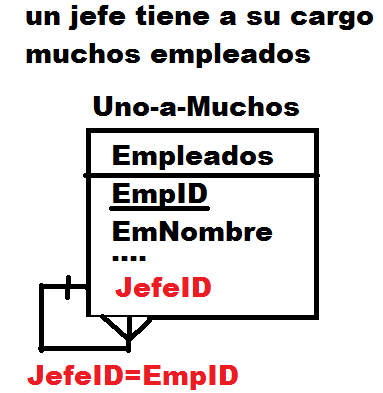 un jefe tiene a su cargo
muchos empleados
Uno-a-Muchos
Empleados
EmpID
EmNombre
....
JefeID
JefeID=EmpID